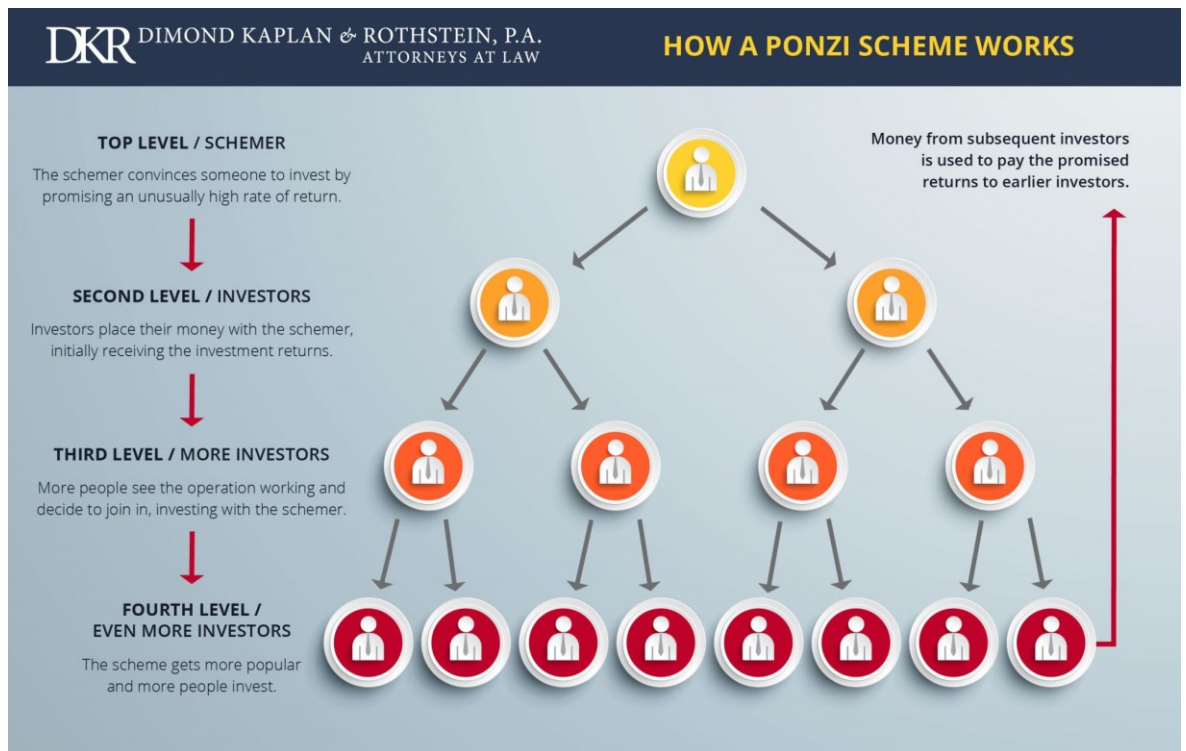 DKR DIMOND KAPLAN & ROTHSTEIN, P.A.
ATTORNEYS AT LAW
HOW A PONZI SCHEME WORKS
TOP LEVEL / SCHEMER
The schemer convinces someone to invest by
promising an unusually high rate of return.
SECOND LEVEL / INVESTORS
Investors place their money with the schemer,
initially receiving the investment returns.
THIRD LEVEL / MORE INVESTORS
More people see the operation working and
decide to join in, investing with the schemer.
FOURTH LEVEL /
EVEN MORE INVESTORS
The scheme gets more popular
and more people invest.
Money from subsequent investors
is used to pay the promised
returns to earlier investors.